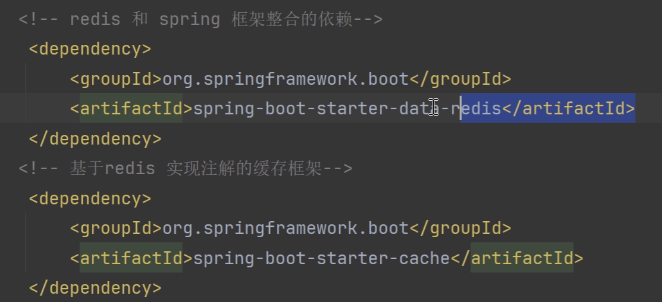 <!-- redis 和 spring 框架整合的依赖-->
<dependency>
<groupId>org.springframework.boot</groupId>
<artifactId>spring-boot-starter-data-redis</artifactId>
</dependency>
<!-- 基于redis 实现注解的缓存框架-->
<dependency>
<groupId>org.springframework.boot</groupId>
<artifactId>spring-boot-starter-cache</artifactId>
</dependency>